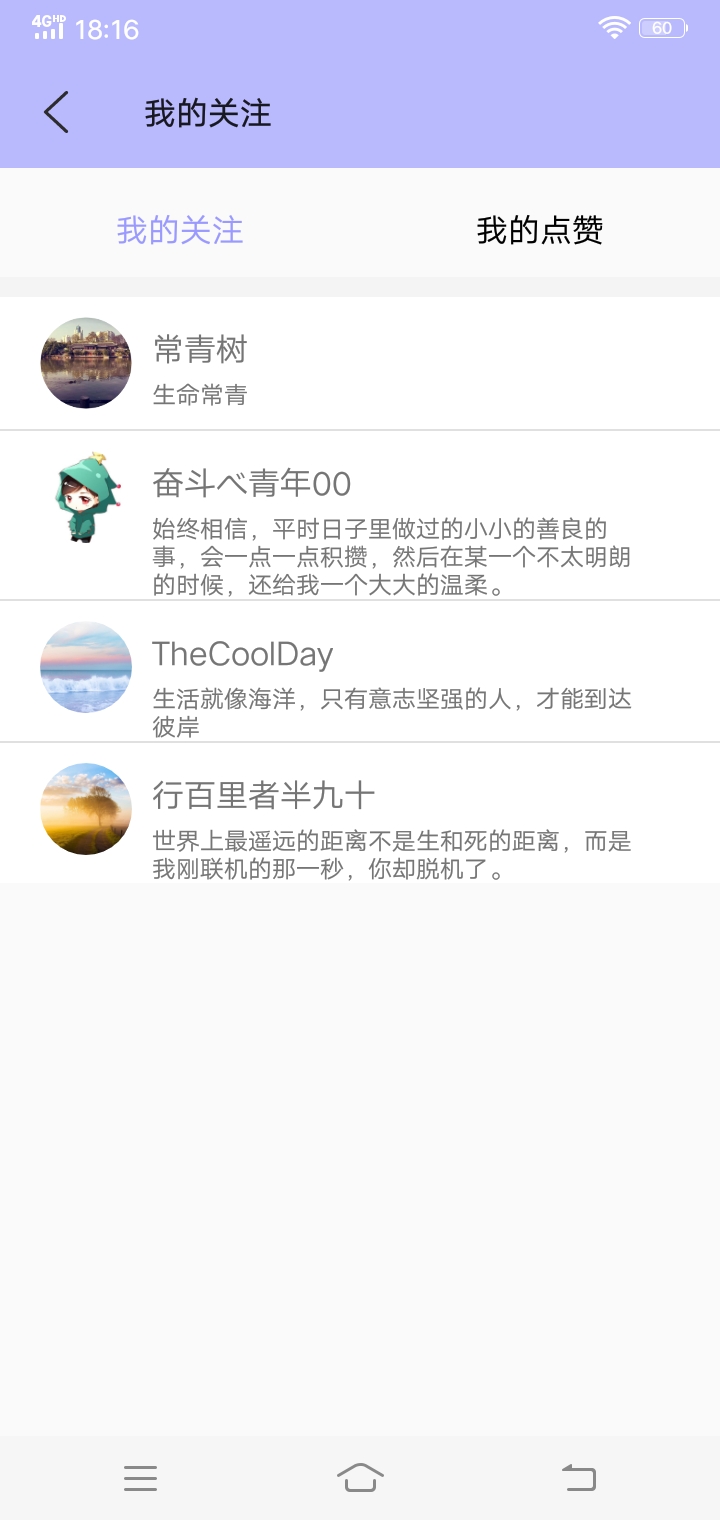 4GHD 18:16 60
我的关注
我的关注 我的点赞
常青树
生命常青
奋斗べ青年00
始终相信，平时日子里做过的小小的善良的
事，会一点一点积攒，然后在某一个不太明朗
的时候，还给我一个大大的温柔。
TheCoolDay
生活就像海洋，只有意志坚强的人，才能到达
彼岸
行百里者半九十
世界上最遥远的距离不是生和死的距离，而是
我刚联机的那一秒，你却脱机了。